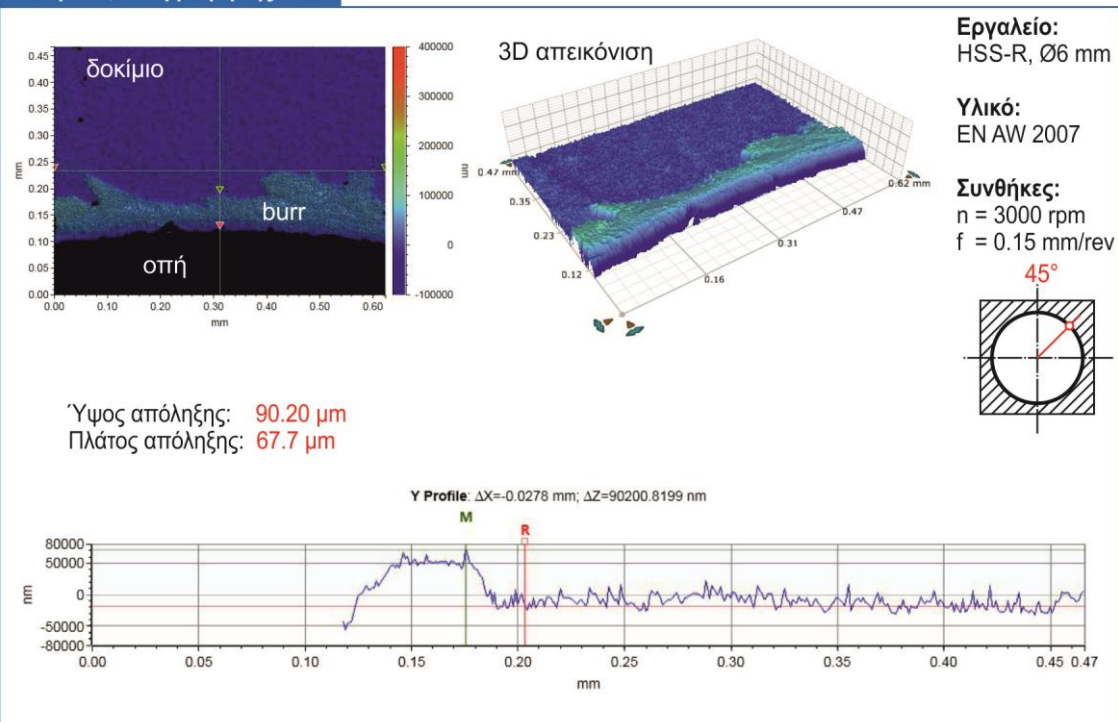 δοκίμιο
burr
οπή
0.45
0.40
0.35
0.30
0.25
0.20
0.15
0.10
0.05
0.00
mm
0.00 0.10 0.20 0.30 0.40 0.50 0.60
mm
400000
300000
200000
100000
0
-100000
nm
3D απεικόνιση
0.47 mm
0.35
0.23
0.12
0.16
0.31
0.47
0.62 mm
Εργαλείο:
HSS-R, Ø6 mm
Υλικό:
EN AW 2007
Συνθήκες:
n = 3000 rpm
f = 0.15 mm/rev
45°
Ύψος απόληξης: 90.20 μm
Πλάτος απόληξης: 67.7 μm
Y Profile: ΔX=-0.0278 mm; ΔZ=90200.8199 nm
M
R
80000
50000
0
-50000
-80000
nm
0.00 0.05 0.10 0.15 0.20 0.25 0.30 0.35 0.40 0.45 0.47
mm